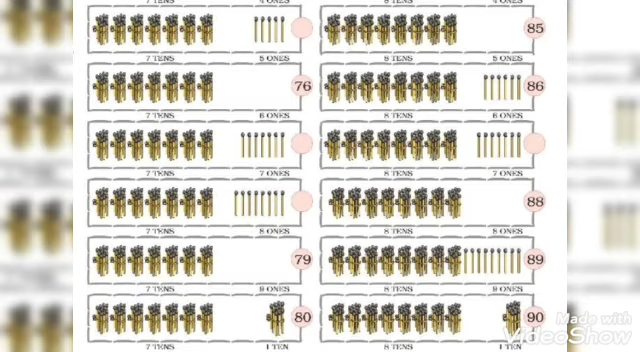 7 TENS 4 ONES 8 TENS 4 ONES
85
7 TENS 5 ONES 8 TENS 5 ONES
76 86
7 TENS 6 ONES 8 TENS 6 ONES
7 TENS 7 ONES 8 TENS 7 ONES
88
7 TENS 8 ONES 8 TENS 8 ONES
79 89
7 TENS 9 ONES 8 TENS 9 ONES
80 90
7 TENS 1 TEN 8 TENS 1 TEN
Made with
VideoShow